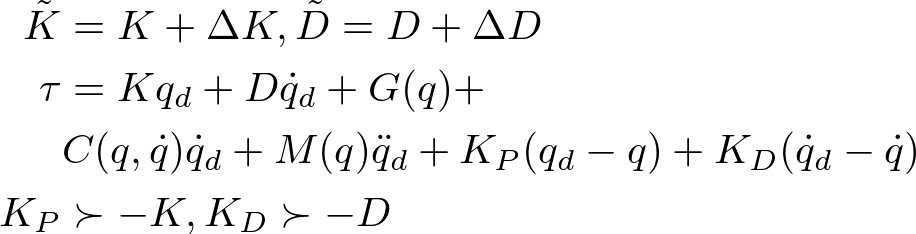 K̃ = K + ΔK, D̃ = D + ΔD
τ = Kq_d + Dq̇_d + G(q)+
C(q, q̇)q̇_d + M(q)q̈_d + K_P(q_d − q) + K_D(q̇_d − q̇)
K_P ≻ −K, K_D ≻ −D